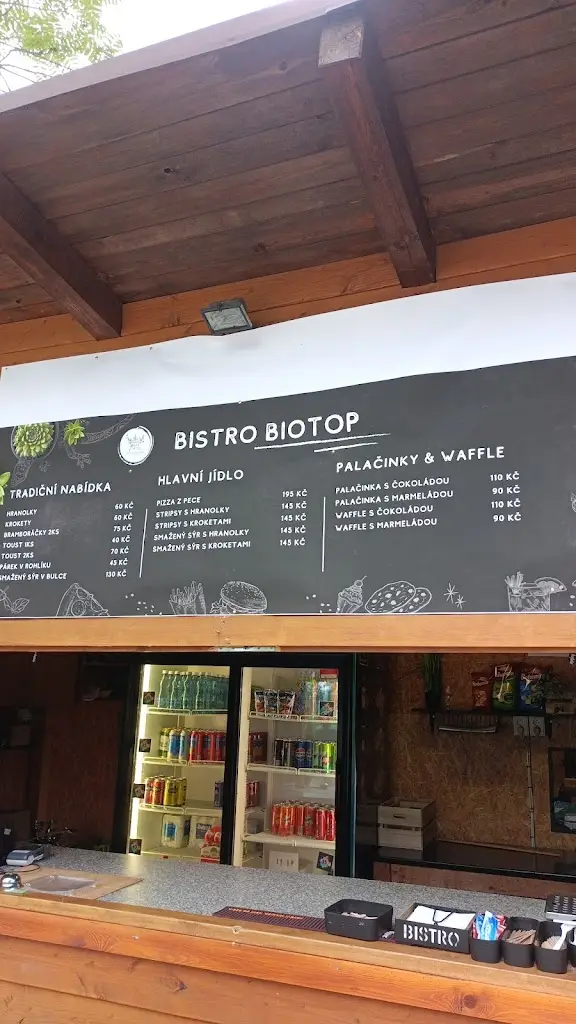 BISTRO BIOTOP
TRADIČNÍ NABÍDKA
HRANOLKY 60 KČ
KROKETY 60 KČ
BRAMBORÁČKY 2KS 75 KČ
TOUST 1KS 40 KČ
TOUST 2KS 70 KČ
PÁREK V ROHLÍKU 45 KČ
SMAŽENÝ SÝR V BULCE 130 KČ
HLAVNÍ JÍDLO
PIZZA Z PECE 195 KČ
STRIPSY S HRANOLKY 145 KČ
STRIPSY S KROKETAMI 145 KČ
SMAŽENÝ SÝR S HRANOLKY 145 KČ
SMAŽENÝ SÝR S KROKETAMI 145 KČ
PALAČINKY & WAFFLE
PALAČINKA S ČOKOLÁDOU 110 KČ
PALAČINKA S MARMELÁDOU 90 KČ
WAFFLE S ČOKOLÁDOU 110 KČ
WAFFLE S MARMELÁDOU 90 KČ
BISTRO